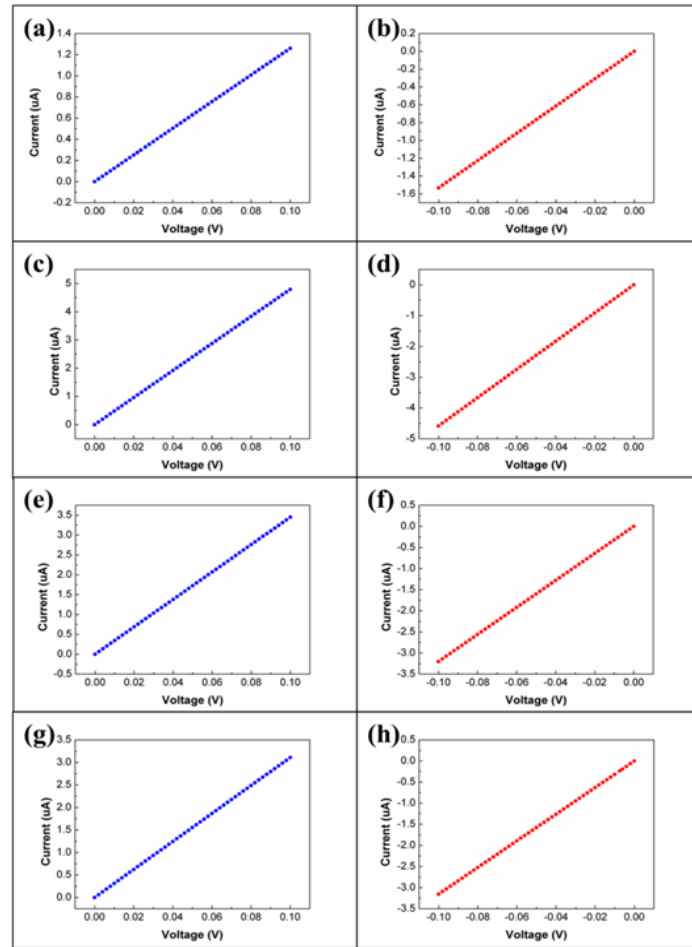 (a)
1.4
1.2
1.0
0.8
0.6
0.4
0.2
0.0
-0.2
Current (uA)
0.00 0.02 0.04 0.06 0.08 0.10
Voltage (V)
(b)
0.2
0.0
-0.2
-0.4
-0.6
-0.8
-1.0
-1.2
-1.4
-1.6
Current (uA)
-0.10 -0.08 -0.06 -0.04 -0.02 0.00
Voltage (V)
(c)
5
4
3
2
1
0
Current (uA)
0.00 0.02 0.04 0.06 0.08 0.10
Voltage (V)
(d)
0
-1
-2
-3
-4
-5
Current (uA)
-0.10 -0.08 -0.06 -0.04 -0.02 0.00
Voltage (V)
(e)
3.5
3.0
2.5
2.0
1.5
1.0
0.5
0.0
-0.5
Current (uA)
0.00 0.02 0.04 0.06 0.08 0.10
Voltage (V)
(f)
0.5
0.0
-0.5
-1.0
-1.5
-2.0
-2.5
-3.0
-3.5
Current (uA)
-0.10 -0.08 -0.06 -0.04 -0.02 0.00
Voltage (V)
(g)
3.5
3.0
2.5
2.0
1.5
1.0
0.5
0.0
Current (uA)
0.00 0.02 0.04 0.06 0.08 0.10
Voltage (V)
(h)
0.5
0.0
-0.5
-1.0
-1.5
-2.0
-2.5
-3.0
-3.5
Current (uA)
-0.10 -0.08 -0.06 -0.04 -0.02 0.00
Voltage (V)